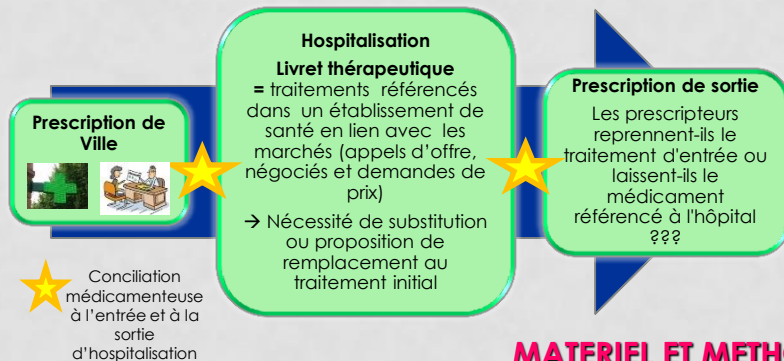 Prescription de
Ville
Hospitalisation
Livret thérapeutique
= traitements référencés
dans un établissement de
santé en lien avec les
marchés (appels d'offre,
négociés et demandes de
prix)
→ Nécessité de substitution
ou proposition de
remplacement au
traitement initial
Prescription de sortie
Les prescripteurs
reprennent-ils le
traitement d'entrée ou
laissent-ils le
médicament
référencé à l'hôpital
???
Conciliation
médicamenteuse
à l'entrée et à la
sortie
d'hospitalisation
MATERIEL ET METH